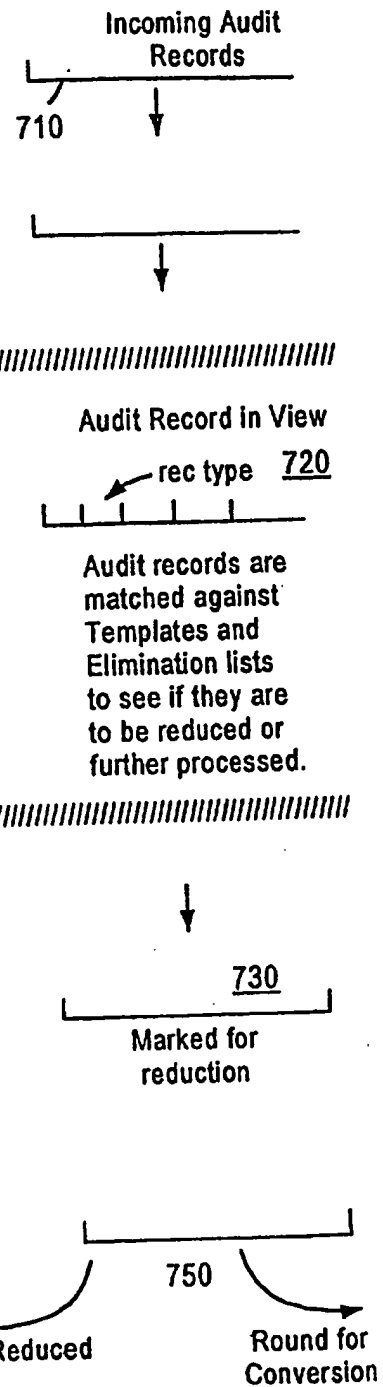 Incoming Audit
Records
710
Audit Record in View
rec type 720
Audit records are
matched against
Templates and
Elimination lists
to see if they are
to be reduced or
further processed.
730
Marked for
reduction
750
Reduced
Round for
Conversion